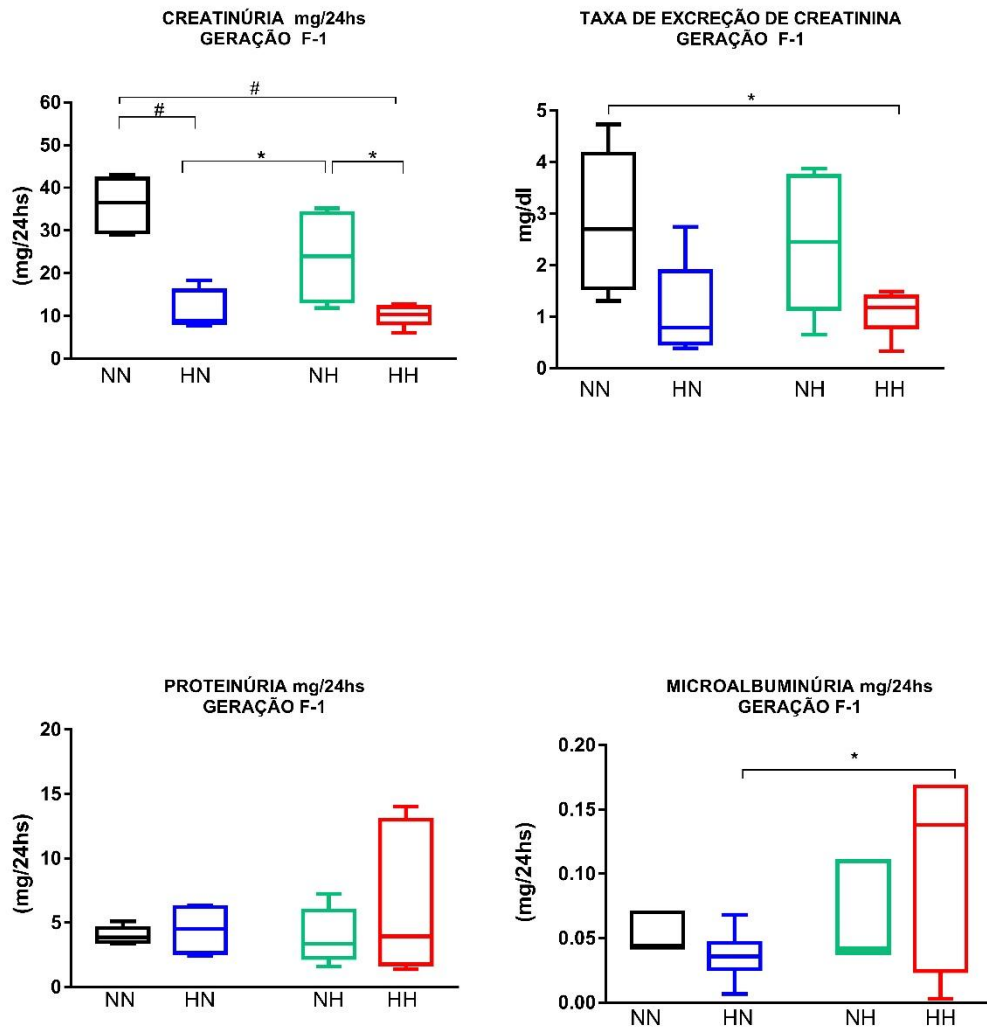 CREATINÚRIA mg/24hs
GERAÇÃO F-1
#
#
*
*
60
50
40
30
20
10
0
(mg/24hs)
NN HN NH HH
TAXA DE EXCREÇÃO DE CREATININA
GERAÇÃO F-1
*
5
4
3
2
1
0
mg/dl
NN HN NH HH
PROTEINÚRIA mg/24hs
GERAÇÃO F-1
20
15
10
5
0
(mg/24hs)
NN HN NH HH
MICROALBUMINÚRIA mg/24hs
GERAÇÃO F-1
*
0.20
0.15
0.10
0.05
0.00
(mg/24hs)
NN HN NH HH